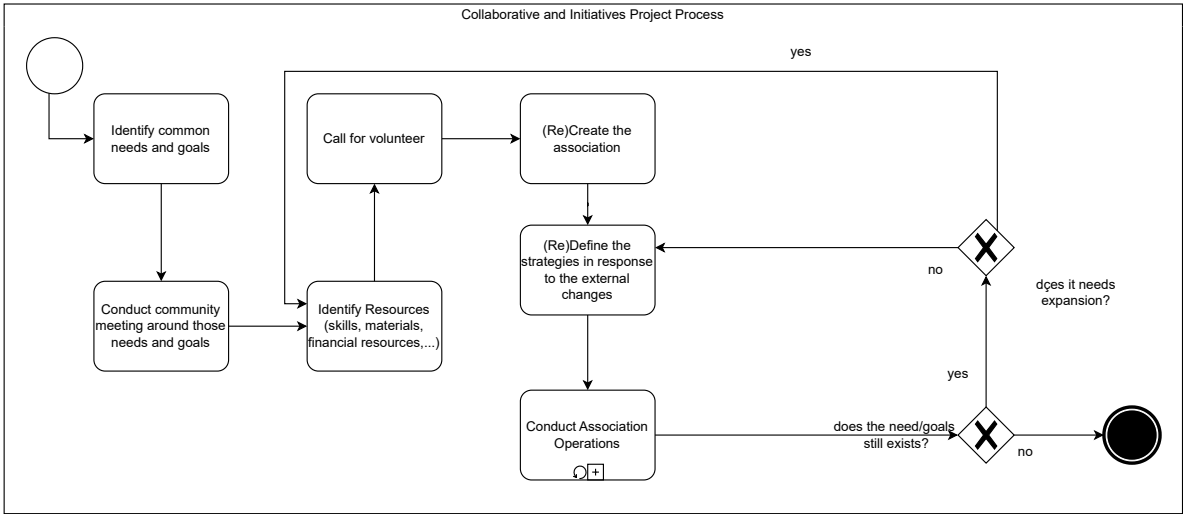 Collaborative and Initiatives Project Process
yes
Identify common
needs and goals
Call for volunteer
(Re)Create the
association
(Re)Define the
strategies in response
to the external
changes
no
dçes it needs
expansion?
Conduct community
meeting around those
needs and goals
Identify Resources
(skills, materials,
financial resources,...)
yes
Conduct Association
Operations
does the need/goals
still exists?
no